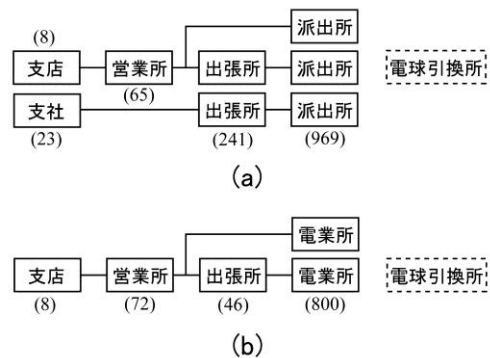 派出所
(8)
支店 営業所 出張所 派出所 電球引換所
(65)
支社 出張所 派出所
(23) (241) (969)
(a)
電業所
支店 営業所 出張所 電業所 電球引換所
(8) (72) (46) (800)
(b)